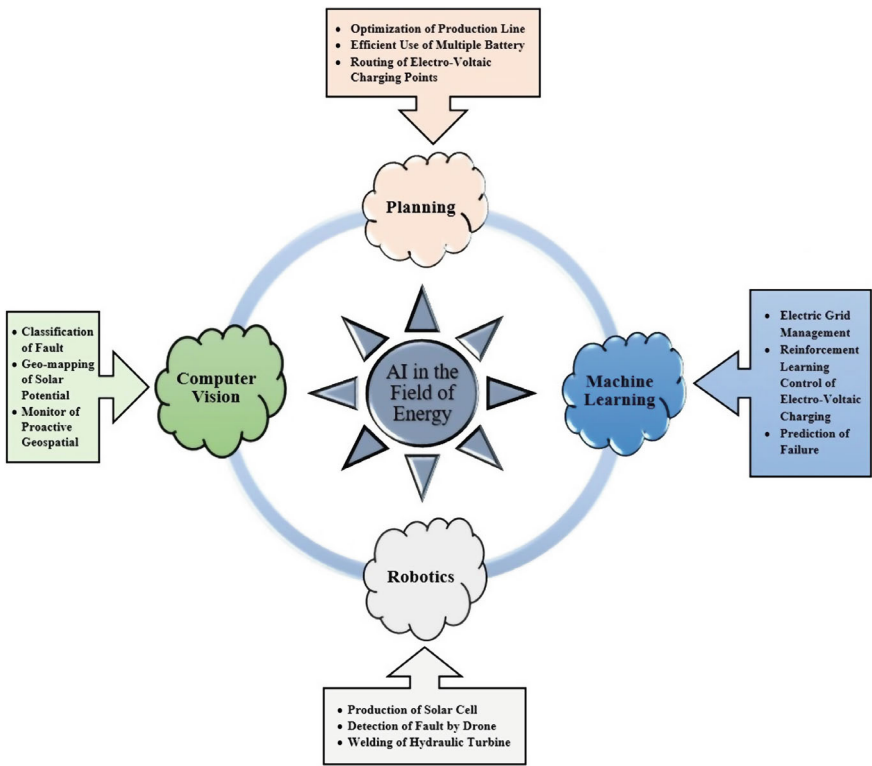 • Optimization of Production Line
• Efficient Use of Multiple Battery
• Routing of Electro-Voltaic
Charging Points
Planning
• Classification
of Fault
• Geo-mapping
of Solar
Potential
• Monitor of
Proactive
Geospatial
Computer
Vision
AI in the
Field of
Energy
Machine
Learning
• Electric Grid
Management
• Reinforcement
Learning
Control of
Electro-Voltaic
Charging
• Prediction of
Failure
Robotics
• Production of Solar Cell
• Detection of Fault by Drone
• Welding of Hydraulic Turbine